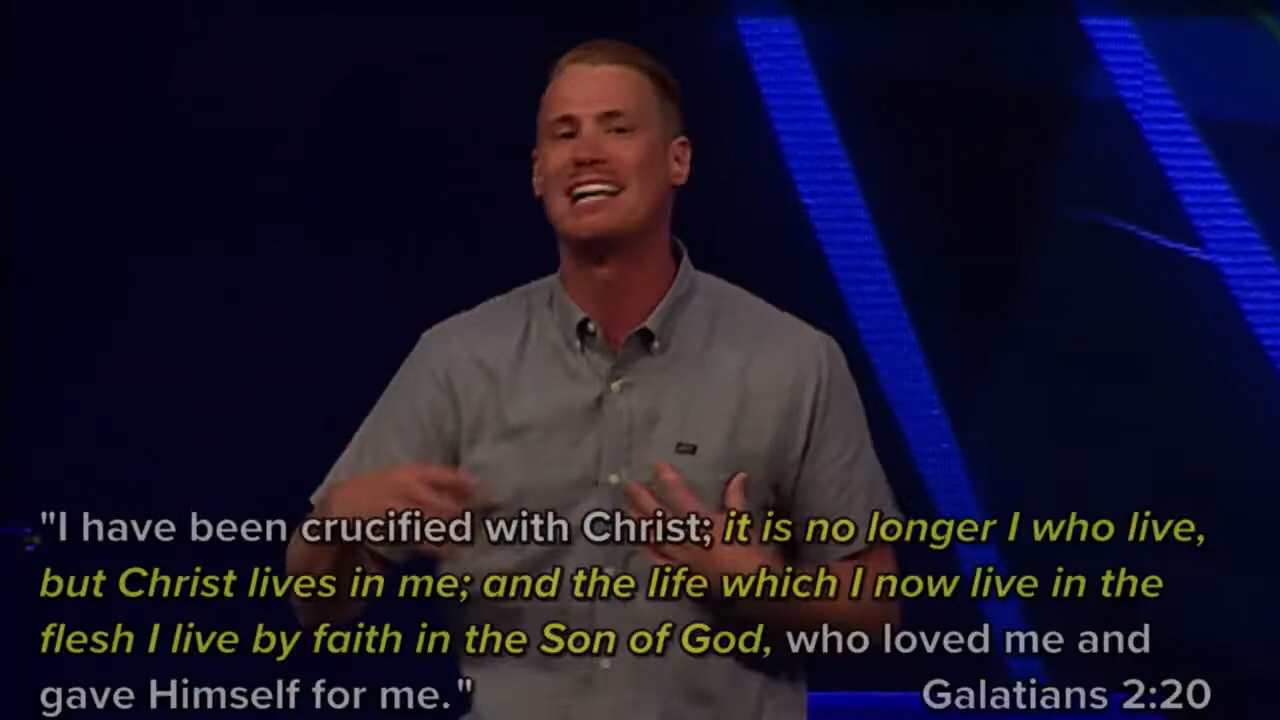 "I have been crucified with Christ; it is no longer I who live,
but Christ lives in me; and the life which I now live in the
flesh I live by faith in the Son of God, who loved me and
gave Himself for me." Galatians 2:20